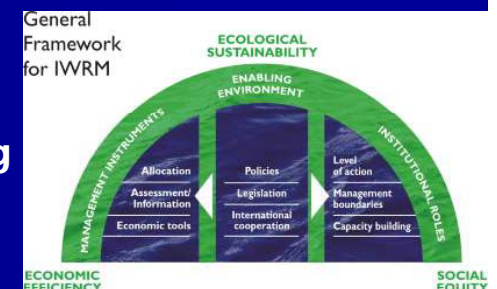 General
Framework
for IWRM
ECOLOGICAL
SUSTAINABILITY
ENABLING
ENVIRONMENT
MANAGEMENT INSTRUMENTS
INSTITUTIONAL ROLES
Allocation
Assessment/
Information
Economic tools
Policies
Legislation
International
cooperation
Level
of action
Management
boundaries
Capacity building
g
ECONOMIC
EFFICIENCY
SOCIAL
EQUITY